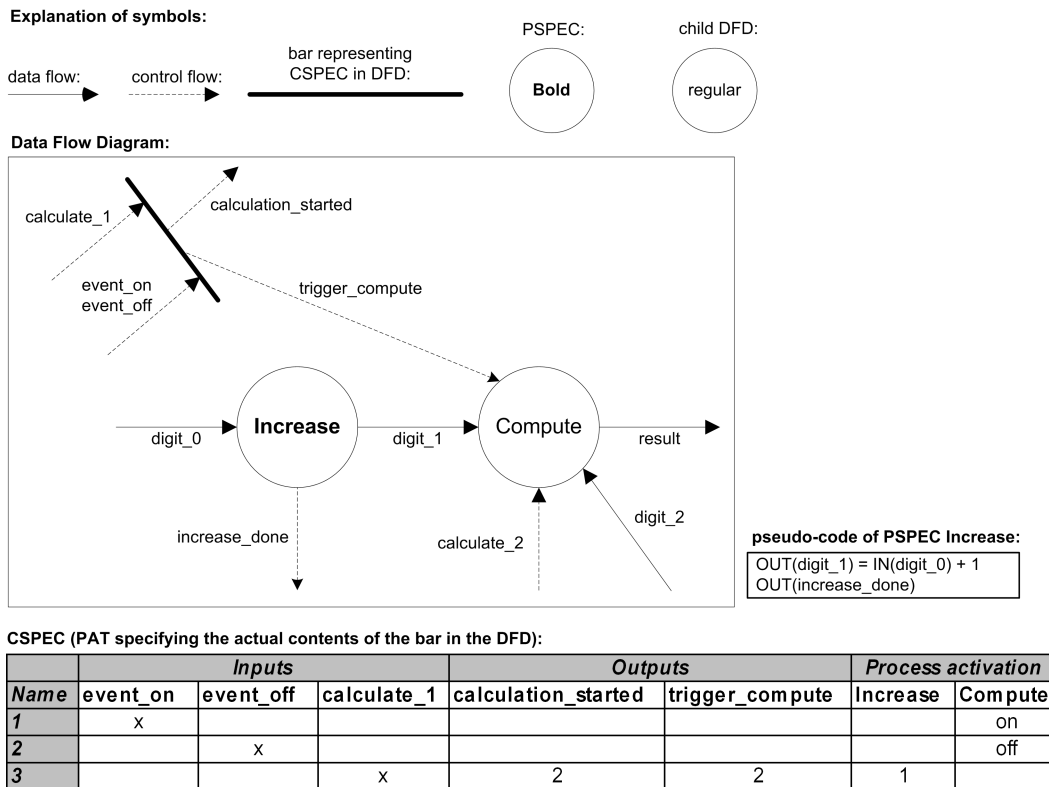 Explanation of symbols:
data flow:
control flow:
bar representing
CSPEC in DFD:
PSPEC:
Bold
child DFD:
regular
Data Flow Diagram:
calculate_1
calculation_started
event_on
event_off
trigger_compute
digit_0
Increase
digit_1
Compute
result
increase_done
calculate_2
digit_2
pseudo-code of PSPEC Increase:
OUT(digit_1) = IN(digit_0) + 1
OUT(increase_done)
CSPEC (PAT specifying the actual contents of the bar in the DFD):
Inputs Outputs Process activation
Name event_on event_off calculate_1 calculation_started trigger_compute Increase Compute
1 x on
2 x off
3 x 2 2 1